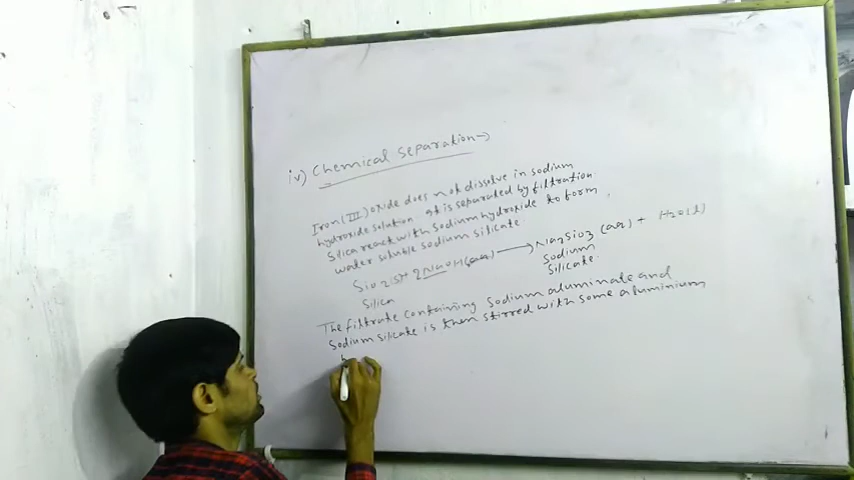 iv) Chemical Separation→
Iron (III) oxide does not dissolve in sodium
hydroxide solution It is separated by filtration.
Silica react with sodium hydroxide to form
water soluble sodium silicate
SiO2(s)+ 2NaOH(aq) ⟶ Na2SiO3 (aq) + H2O(l)
Silica Sodium
Silicate.
The filtrate containing Sodium aluminate and
Sodium silicate is then stirred with some aluminium
h